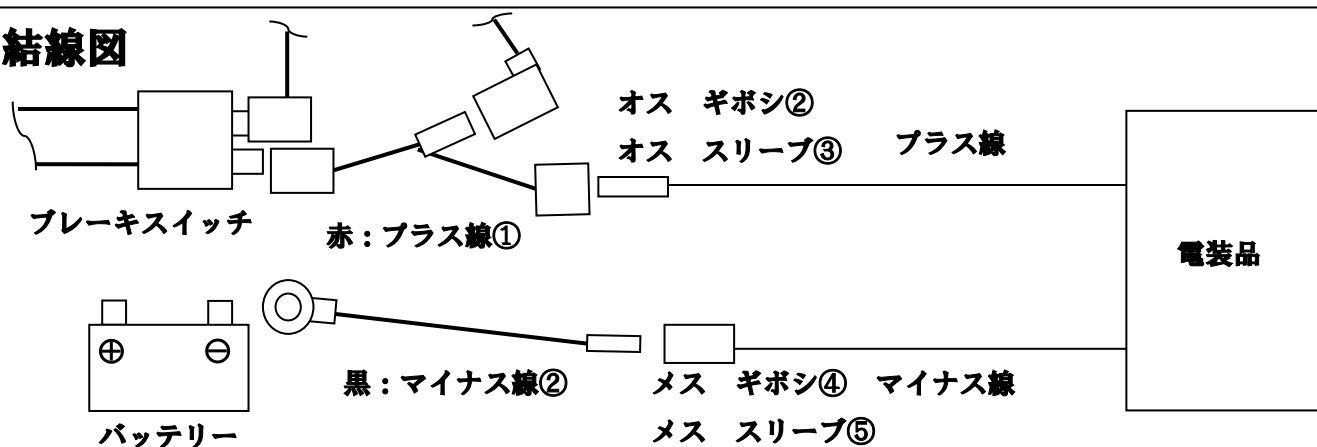 結線図
オス ギボシ②
オス スリーブ③
プラス線
ブレーキスイッチ
赤：プラス線①
電装品
⊕ ⊖
黒：マイナス線②
メス ギボシ④ マイナス線
メス スリーブ⑤
バッテリー